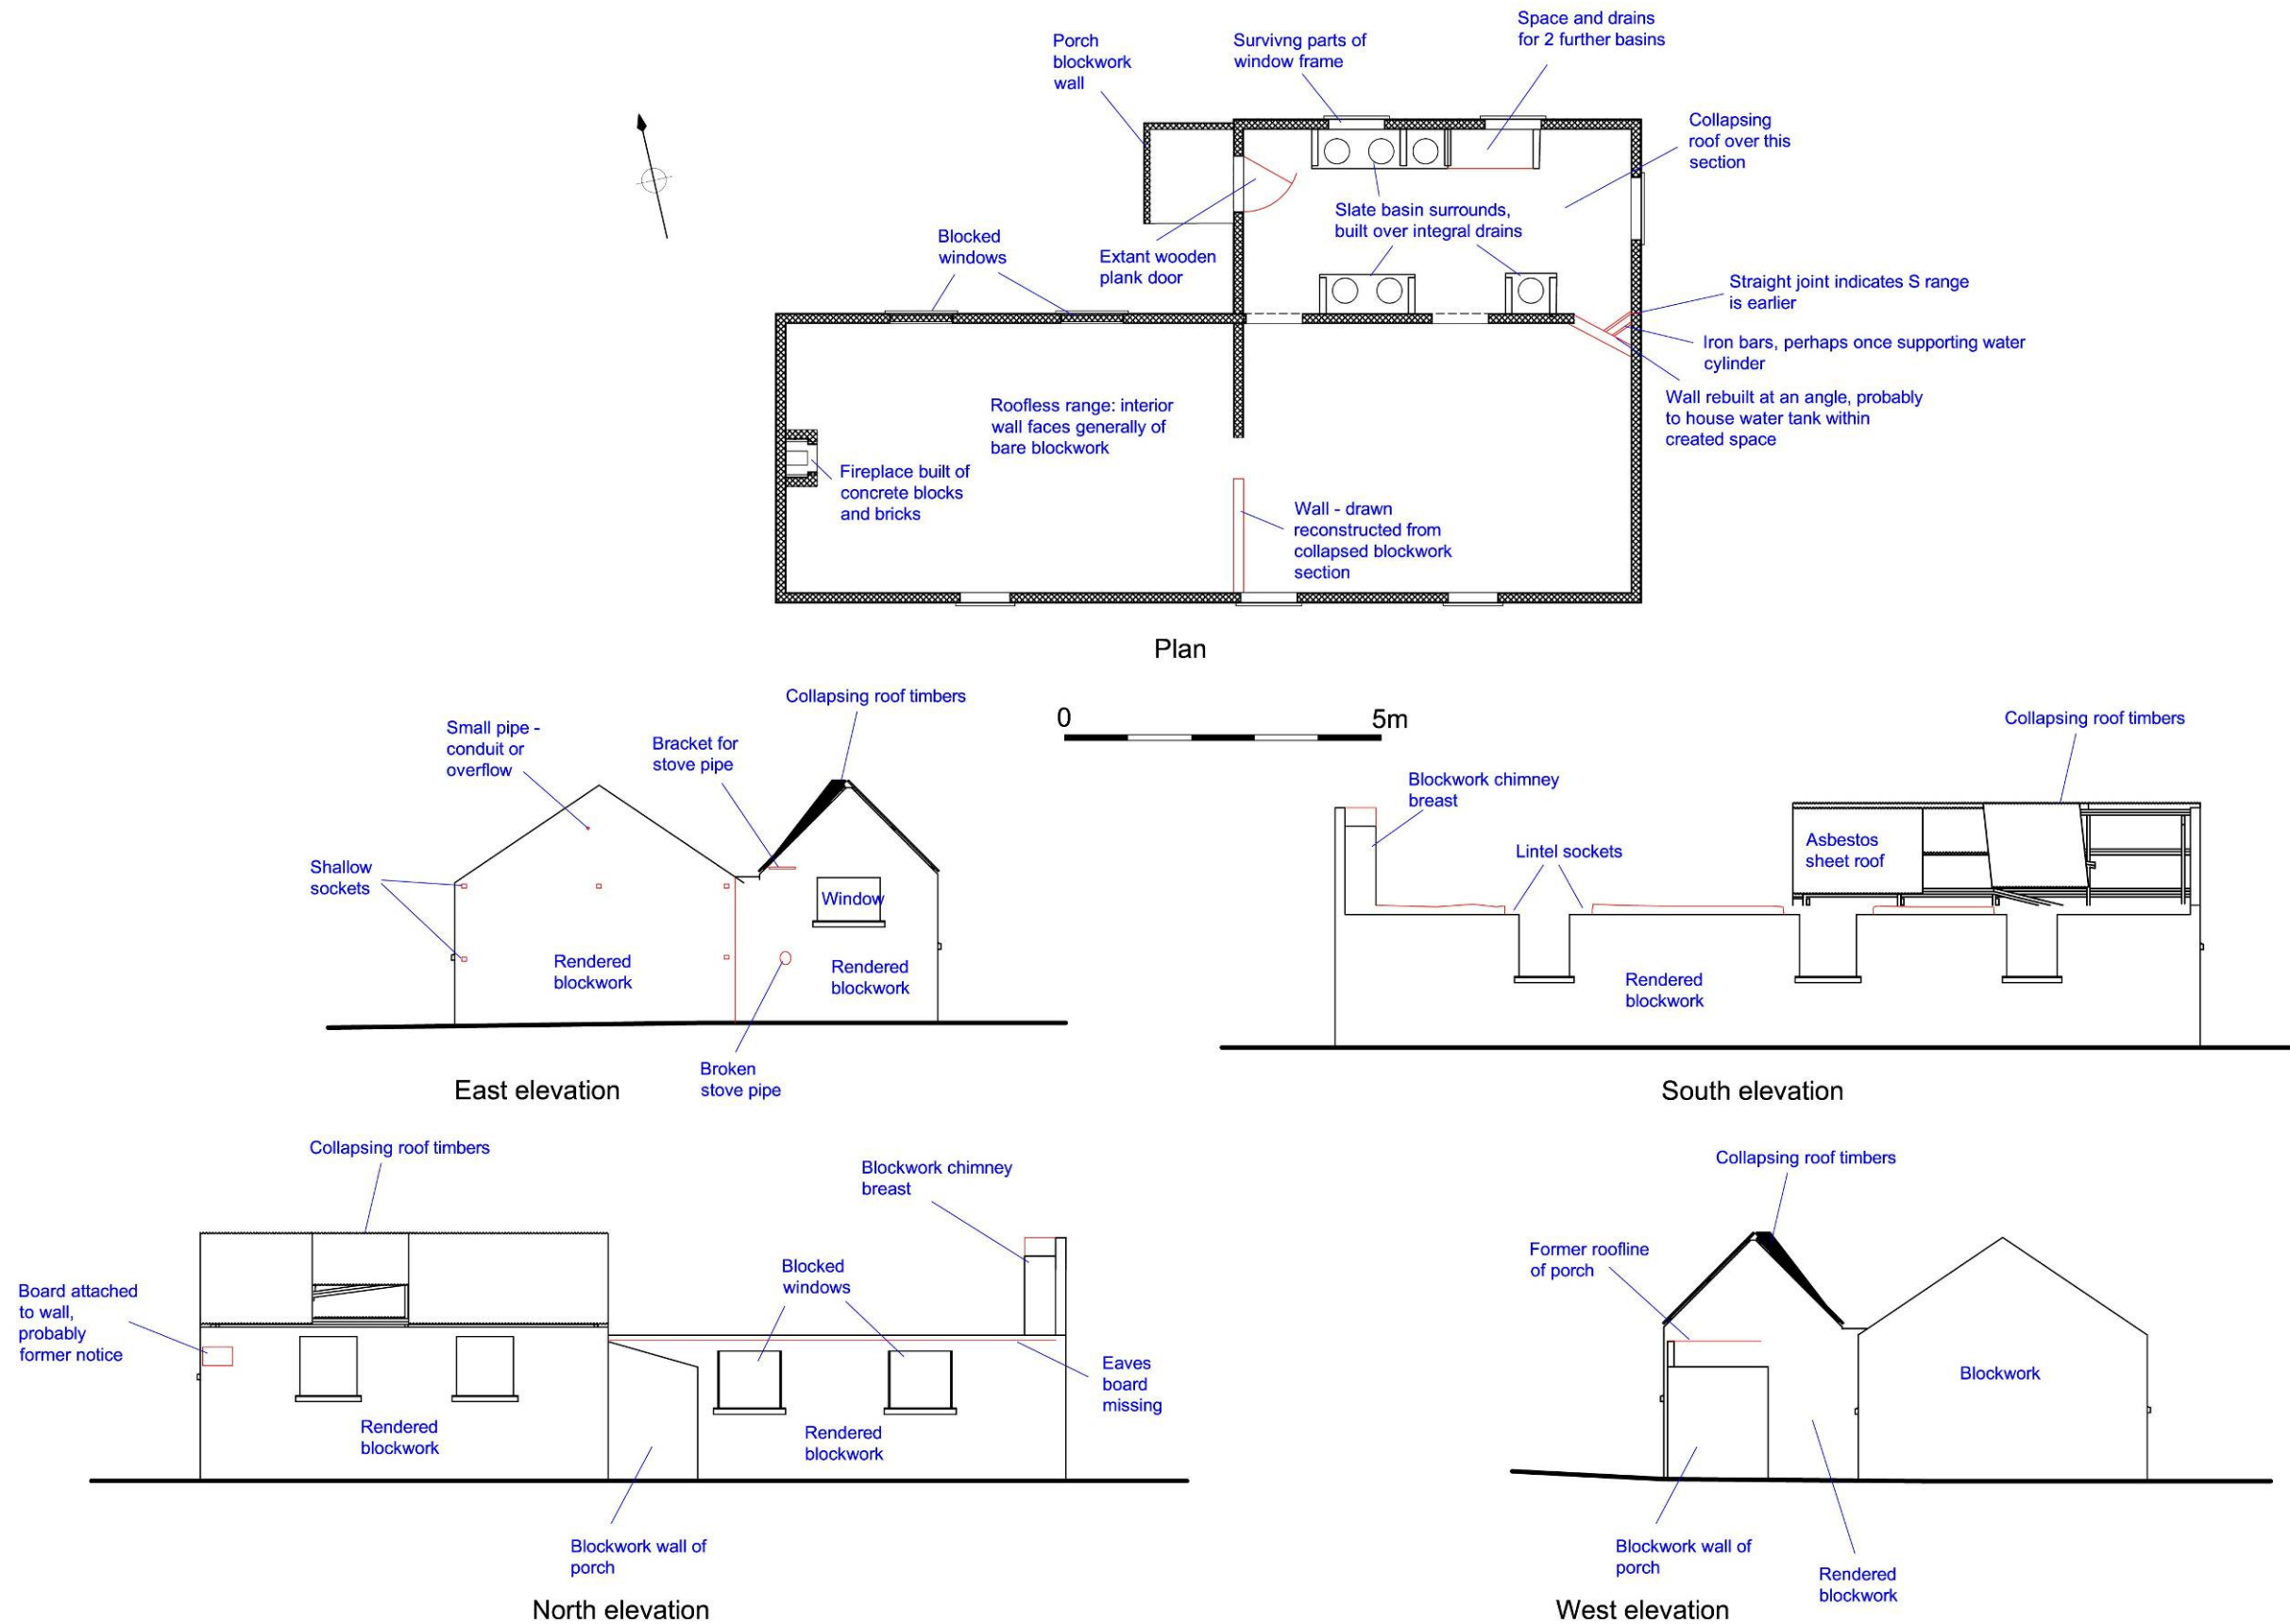 Porch
blockwork
wall
Survivng parts of
window frame
Space and drains
for 2 further basins
Collapsing
roof over this
section
Slate basin surrounds,
built over integral drains
Blocked
windows
Extant wooden
plank door
Straight joint indicates S range
is earlier
Iron bars, perhaps once supporting water
cylinder
Wall rebuilt at an angle, probably
to house water tank within
created space
Roofless range: interior
wall faces generally of
bare blockwork
Fireplace built of
concrete blocks
and bricks
Wall - drawn
reconstructed from
collapsed blockwork
section
Plan
0
5m
Collapsing roof timbers
Small pipe -
conduit or
overflow
Bracket for
stove pipe
Shallow
sockets
Window
Rendered
blockwork
Rendered
blockwork
Broken
stove pipe
East elevation
Collapsing roof timbers
Blockwork chimney
breast
Lintel sockets
Asbestos
sheet roof
Rendered
blockwork
South elevation
Collapsing roof timbers
Blockwork chimney
breast
Board attached
to wall,
probably
former notice
Blocked
windows
Eaves
board
missing
Rendered
blockwork
Rendered
blockwork
Blockwork wall of
porch
North elevation
Collapsing roof timbers
Former roofline
of porch
Blockwork
Blockwork wall of
porch
Rendered
blockwork
West elevation